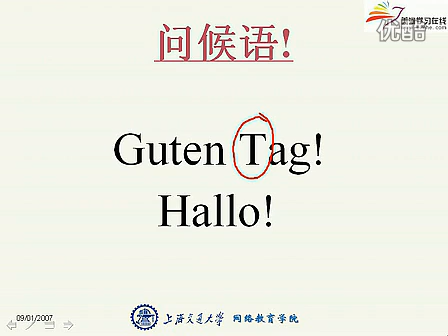 问候语!
Guten Tag!
Hallo!
09/01/2007
上海交通大学 网络教育学院
优酷